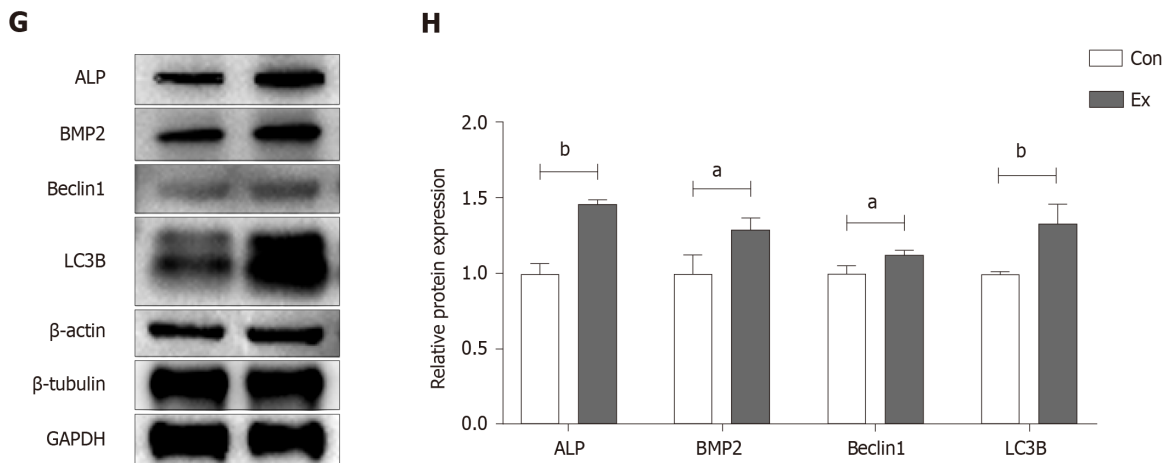 G
ALP
BMP2
Beclin1
LC3B
β-actin
β-tubulin
GAPDH
H
Con
Ex
Relative protein expression
2.0
1.5
1.0
0.5
0.0
b
a
a
b
ALP
BMP2
Beclin1
LC3B